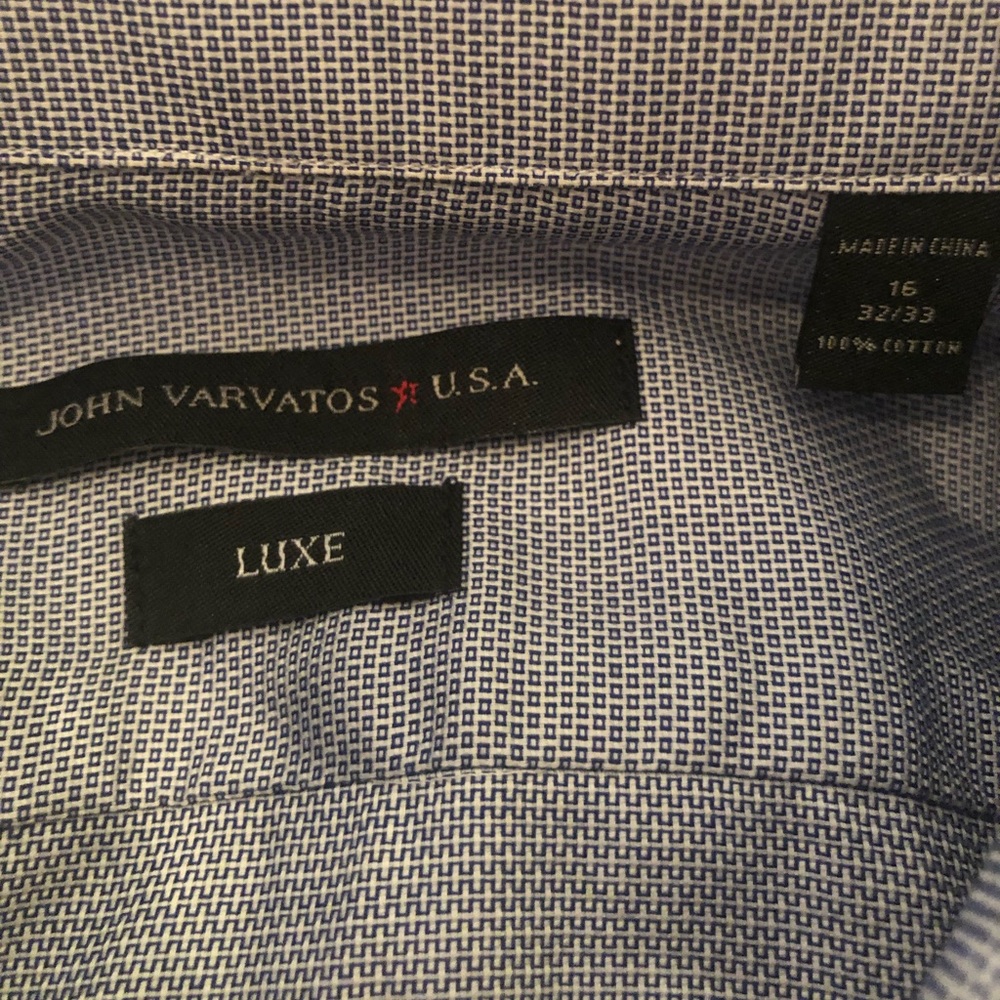 MADE IN CHINA
16
32/33
100% COTTON
JOHN VARVATOS U.S.A.
LUXE